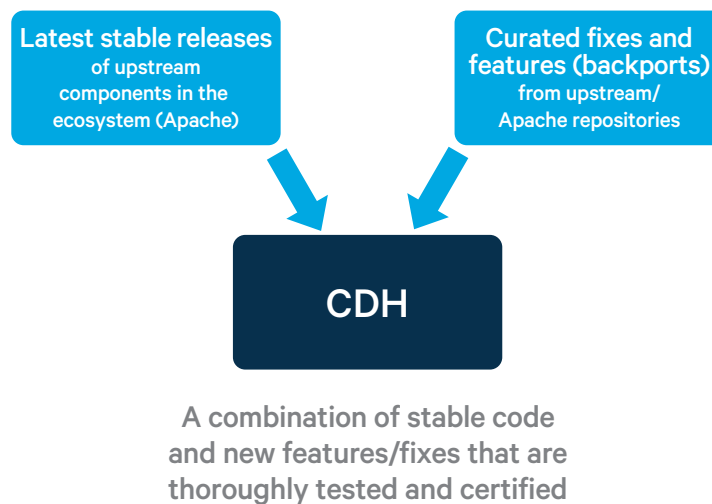 Latest stable releases
of upstream
components in the
ecosystem (Apache)
Curated fixes and
features (backports)
from upstream/
Apache repositories
CDH
A combination of stable code
and new features/fixes that are
thoroughly tested and certified